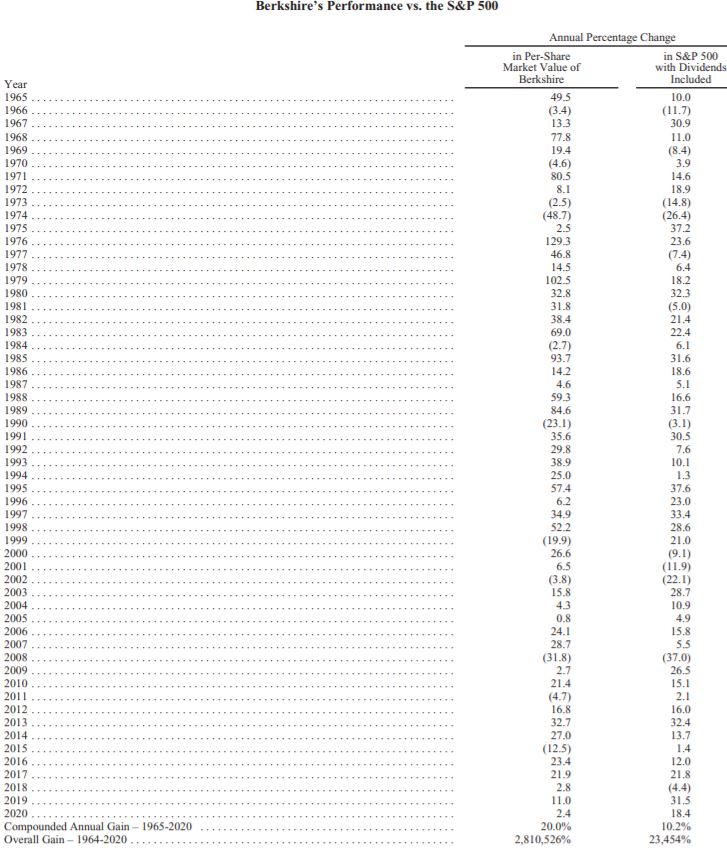 Berkshire's Performance vs. the S&P 500
Annual Percentage Change
in Per-Share in S&P 500
Market Value of with Dividends
Year Berkshire Included
1965 49.5 10.0
1966 (3.4) (11.7)
1967 13.3 30.9
1968 77.8 11.0
1969 19.4 (8.4)
1970 (4.6) 3.9
1971 80.5 14.6
1972 8.1 18.9
1973 (2.5) (14.8)
1974 (48.7) (26.4)
1975 2.5 37.2
1976 129.3 23.6
1977 46.8 (7.4)
1978 14.5 6.4
1979 102.5 18.2
1980 32.8 32.3
1981 31.8 (5.0)
1982 38.4 21.4
1983 69.0 22.4
1984 (2.7) 6.1
1985 93.7 31.6
1986 14.2 18.6
1987 4.6 5.1
1988 59.3 16.6
1989 84.6 31.7
1990 (23.1) (3.1)
1991 35.6 30.5
1992 29.8 7.6
1993 38.9 10.1
1994 25.0 1.3
1995 57.4 37.6
1996 6.2 23.0
1997 34.9 33.4
1998 52.2 28.6
1999 (19.9) 21.0
2000 26.6 (9.1)
2001 6.5 (11.9)
2002 (3.8) (22.1)
2003 15.8 28.7
2004 4.3 10.9
2005 0.8 4.9
2006 24.1 15.8
2007 28.7 5.5
2008 (31.8) (37.0)
2009 2.7 26.5
2010 21.4 15.1
2011 (4.7) 2.1
2012 16.8 16.0
2013 32.7 32.4
2014 27.0 13.7
2015 (12.5) 1.4
2016 23.4 12.0
2017 21.9 21.8
2018 2.8 (4.4)
2019 11.0 31.5
2020 2.4 18.4
Compounded Annual Gain – 1965-2020 20.0% 10.2%
Overall Gain – 1964-2020 2,810,526% 23,454%